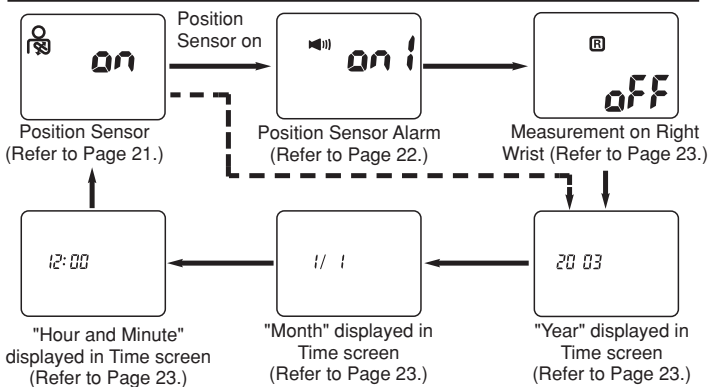 Position
Sensor on
on
on 1
R
oFF
Position Sensor
(Refer to Page 21.)
Position Sensor Alarm
(Refer to Page 22.)
Measurement on Right
Wrist (Refer to Page 23.)
12:00
1/ 1
20 03
"Hour and Minute"
displayed in Time screen
(Refer to Page 23.)
"Month" displayed in
Time screen
(Refer to Page 23.)
"Year" displayed in
Time screen
(Refer to Page 23.)